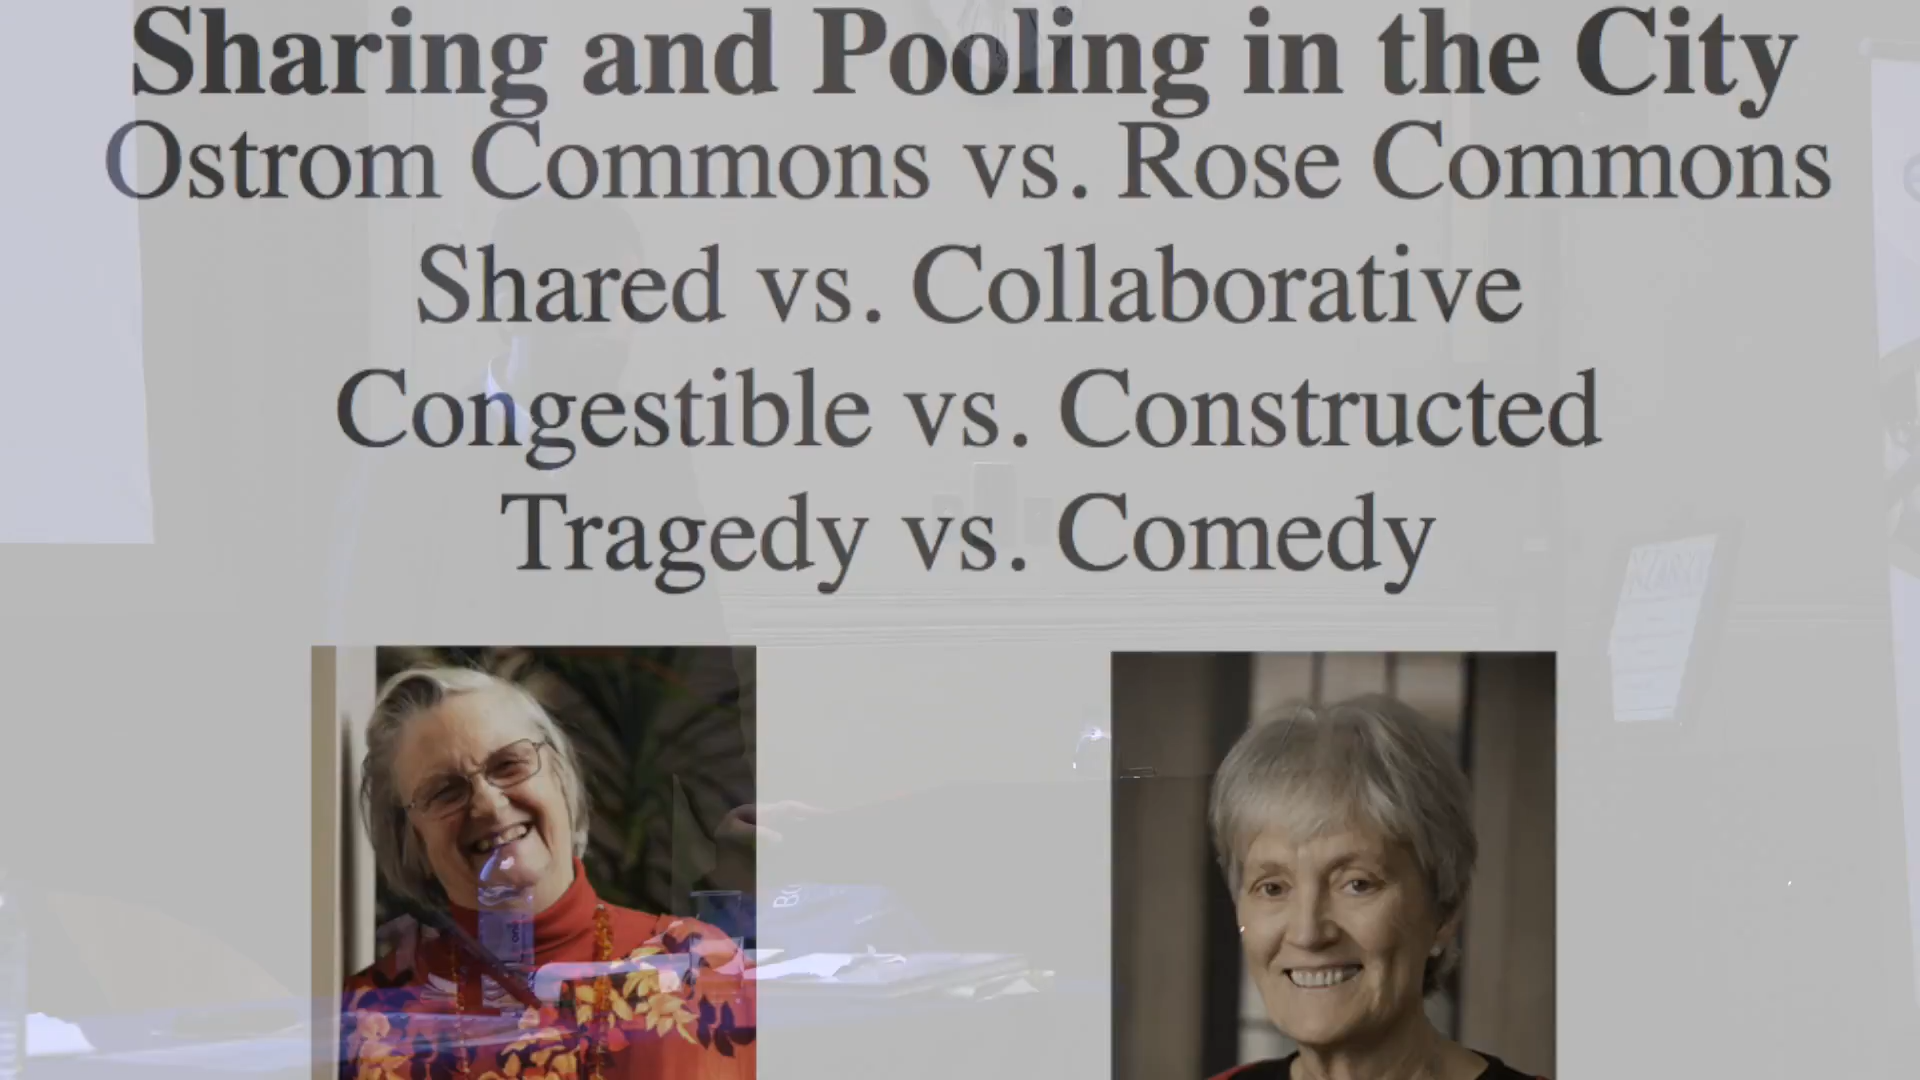 Sharing and Pooling in the City
Ostrom Commons vs. Rose Commons
Shared vs. Collaborative
Congestible vs. Constructed
Tragedy vs. Comedy